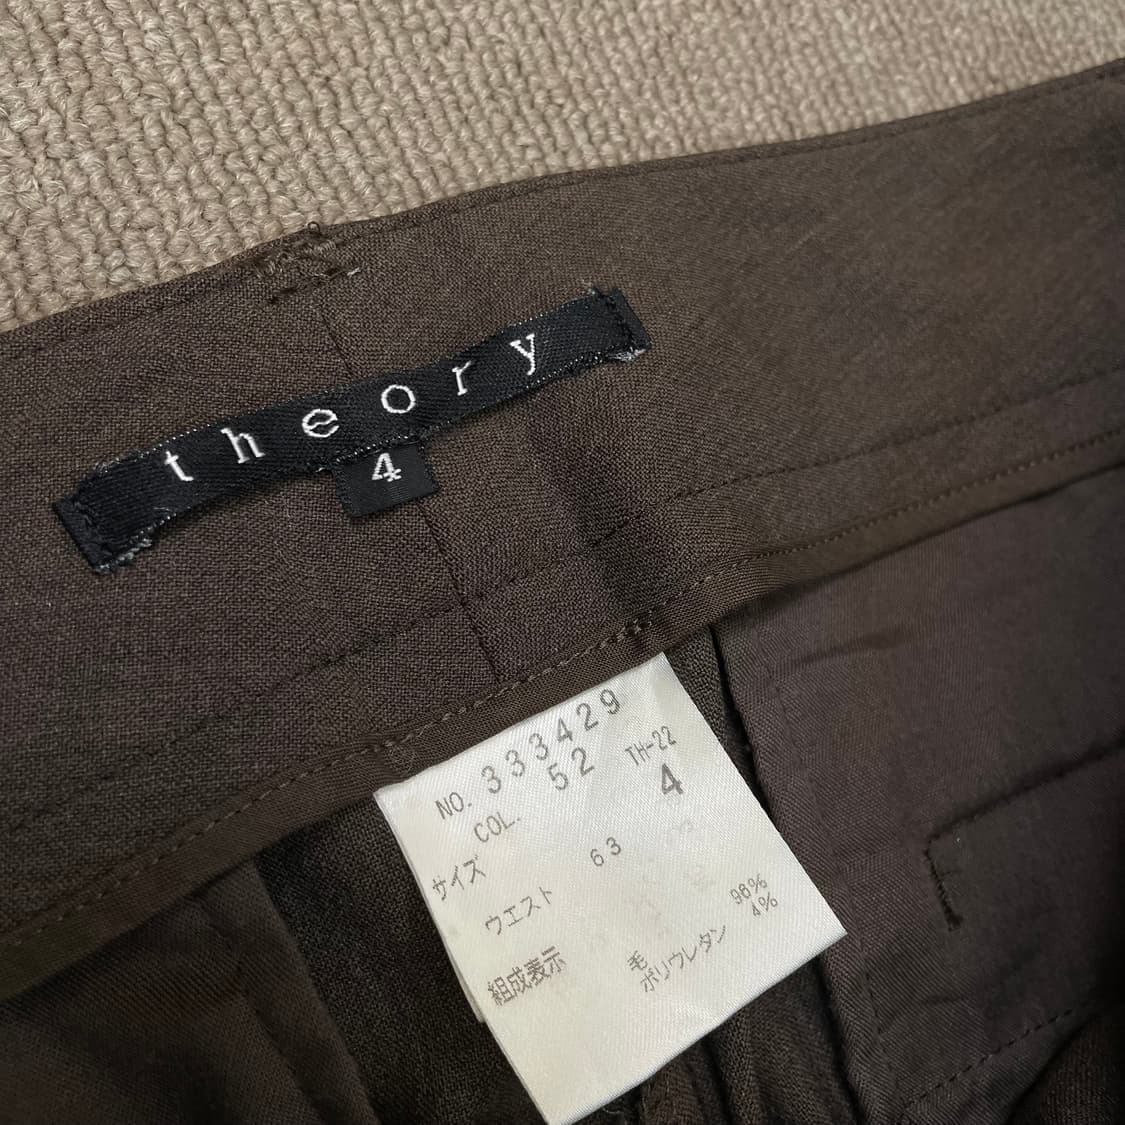 theory
4
NO. 333429
COL. 52 TH-22
サイズ 4
ウエスト 63
組成表示
毛 96%
ポリウレタン 4%